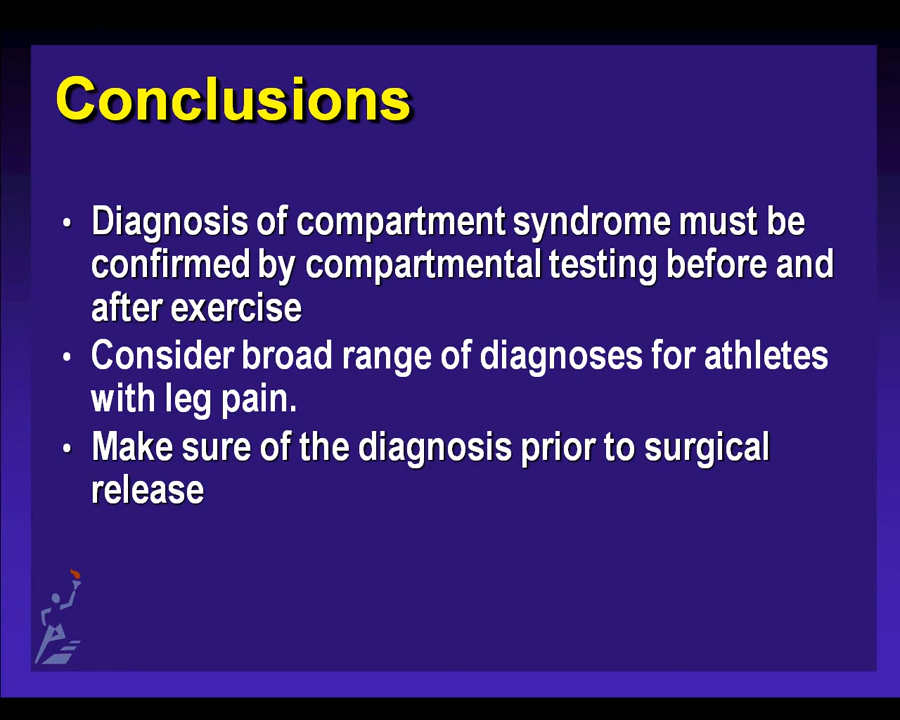 Conclusions
• Diagnosis of compartment syndrome must be
confirmed by compartmental testing before and
after exercise
• Consider broad range of diagnoses for athletes
with leg pain.
• Make sure of the diagnosis prior to surgical
release